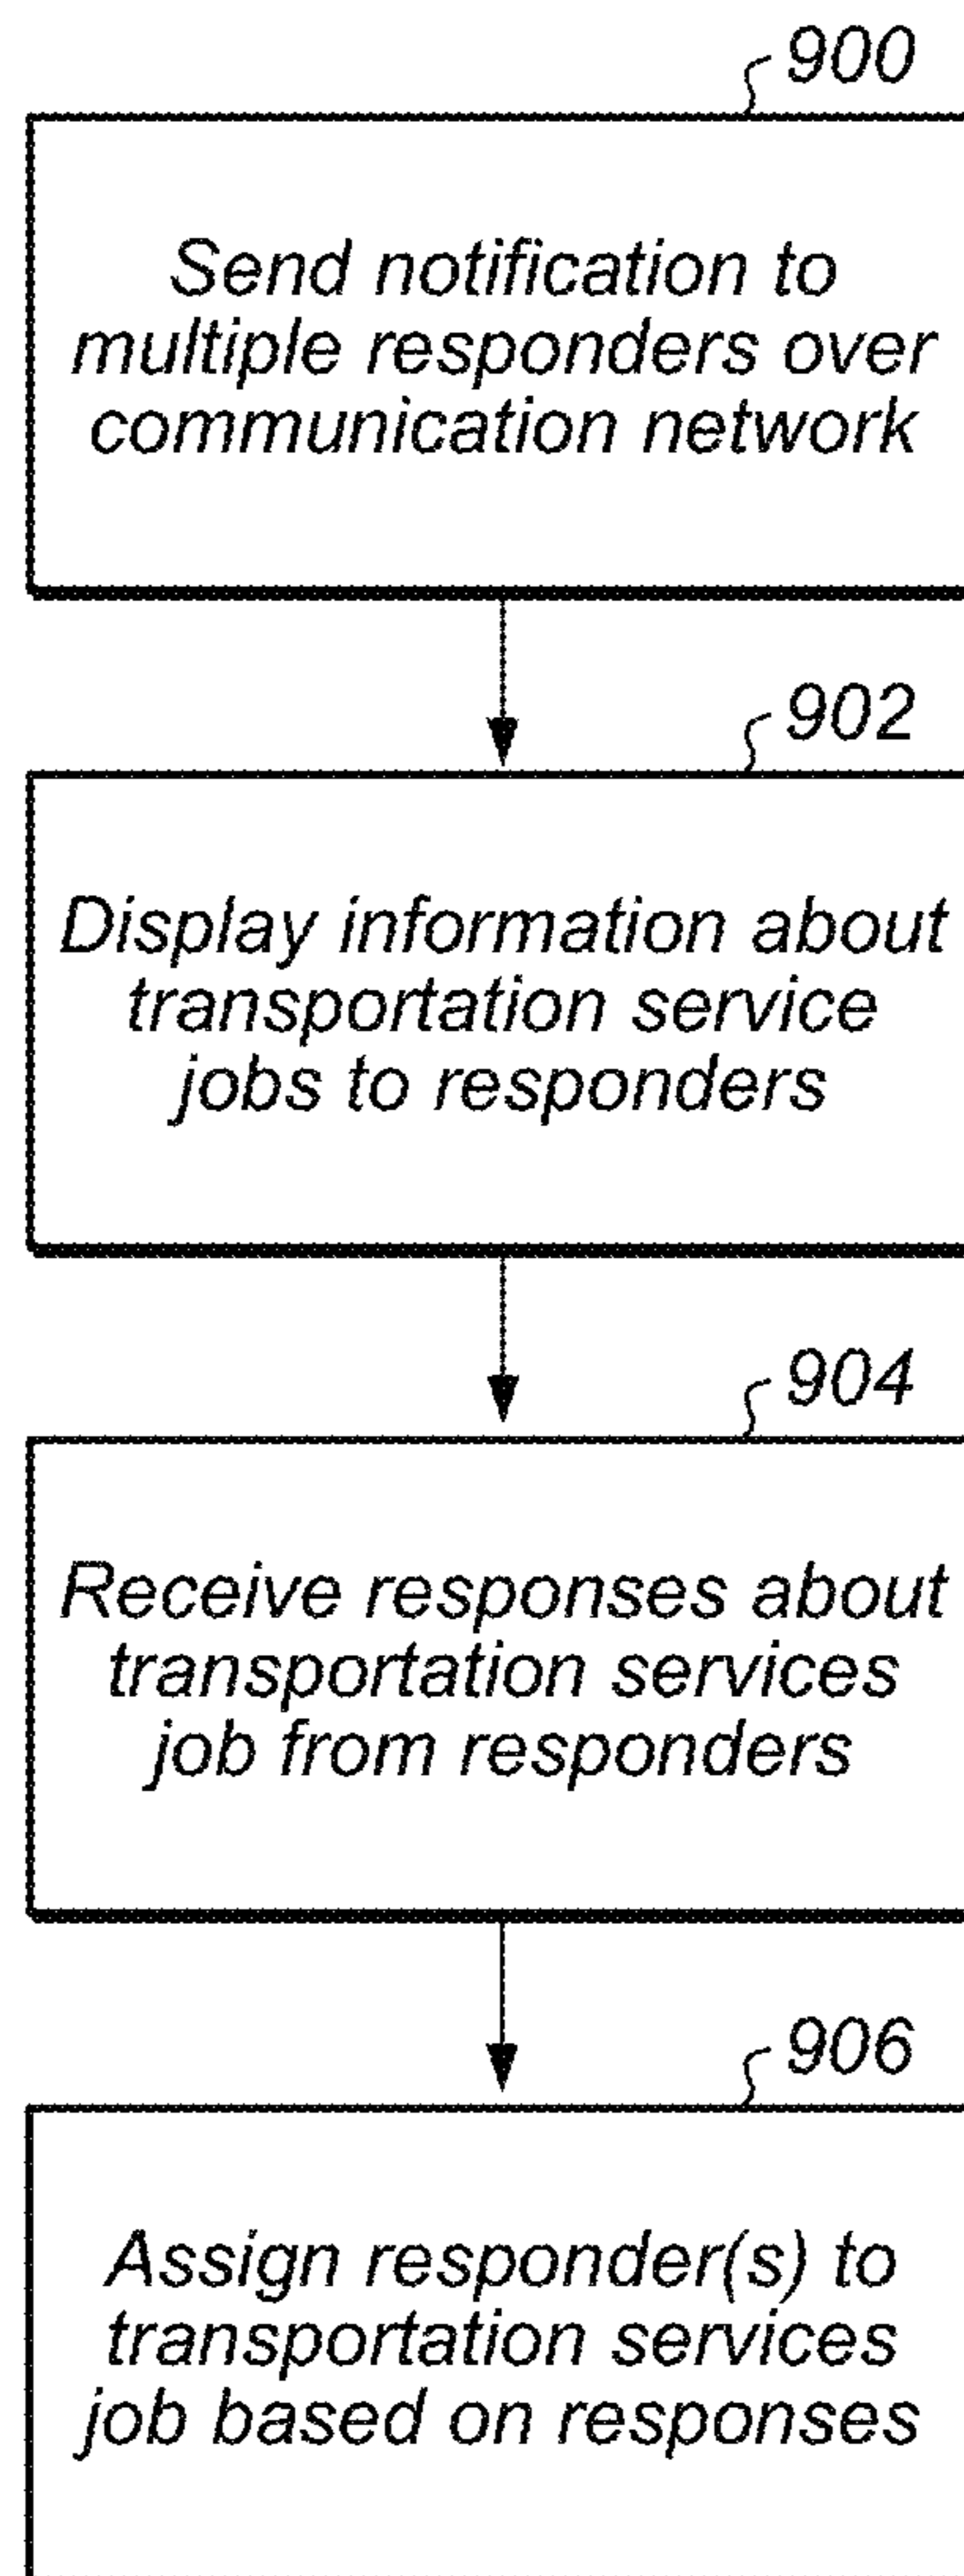 900
Send notification to
multiple responders over
communication network
902
Display information about
transportation service
jobs to responders
904
Receive responses about
transportation services
job from responders
906
Assign responder(s) to
transportation services
job based on responses